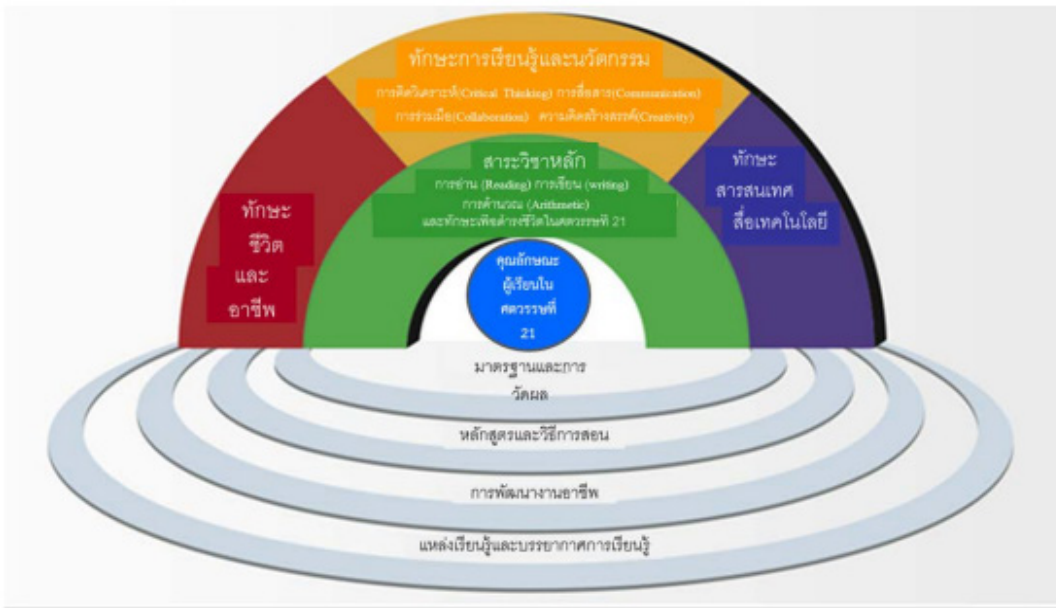 ทักษะการเรียนรู้และนวัตกรรม
การคิดวิเคราะห์(Critical Thinking) การสื่อสาร(Communication)
การร่วมมือ(Collaboration) ความคิดสร้างสรรค์(Creativity)
สาระวิชาหลัก
การอ่าน (Reading) การเขียน (writing)
การคำนวณ (Arithmetic)
และทักษะเพื่อดำรงชีวิตในศตวรรษที่ 21
ทักษะ
ชีวิต
และ
อาชีพ
ทักษะ
สารสนเทศ
สื่อเทคโนโลยี
คุณลักษณะ
ผู้เรียนใน
ศตวรรษที่
21
มาตรฐานและการ
วัดผล
หลักสูตรและวิธีการสอน
การพัฒนางานอาชีพ
แหล่งเรียนรู้และบรรยากาศการเรียนรู้